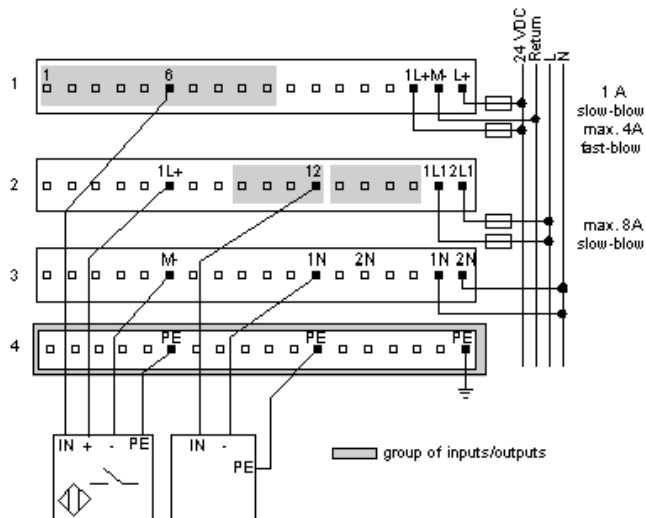 24 VDC
Return
L
N
1
1
6
1L+ M- L+
1 A
slow-blow
max. 4A
fast-blow
2
1L+
12
1L1 2L1
max. 8A
slow-blow
3
M-
1N
2N
1N
2N
4
PE
PE
PE
IN + - PE
IN -
PE
group of inputs/outputs